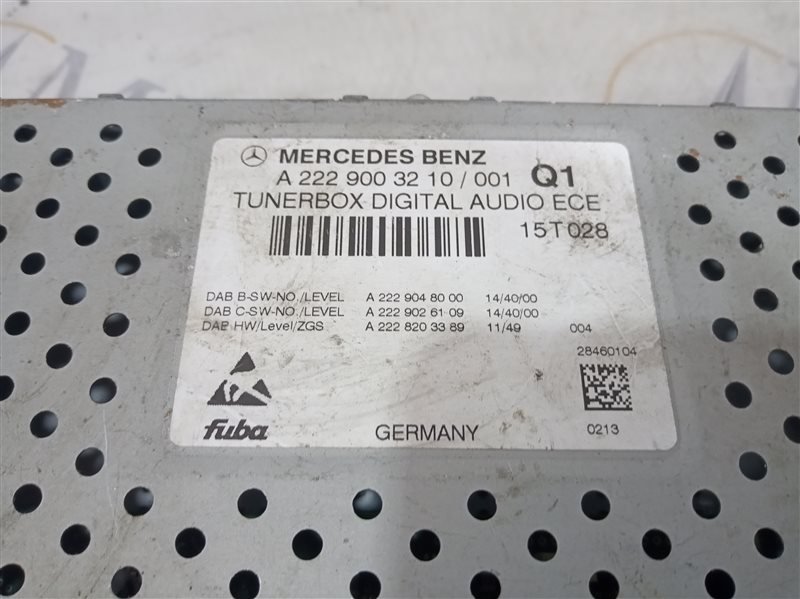 MERCEDES BENZ
A 222 900 32 10 / 001 Q1
TUNERBOX DIGITAL AUDIO ECE
15T028
DAB B-SW-NO./LEVEL A 222 904 80 00 14/40/00
DAB C-SW-NO./LEVEL A 222 902 61 09 14/40/00
DAB HW/Level/ZGS A 222 820 33 89 11/49 004
28460104
fuba GERMANY 0213